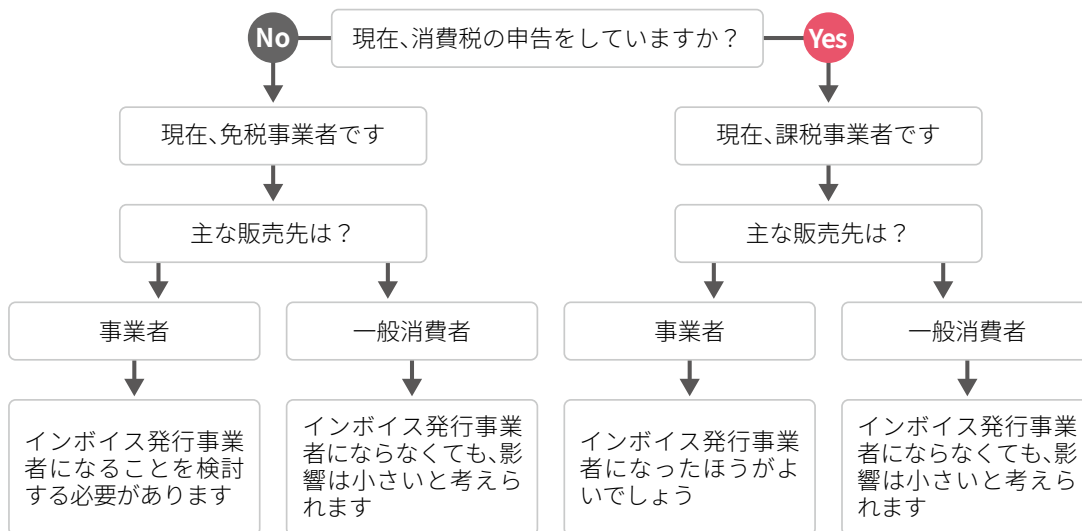 No
現在、消費税の申告をしていますか？
Yes
現在、免税事業者です
現在、課税事業者です
主な販売先は？
主な販売先は？
事業者
一般消費者
事業者
一般消費者
インボイス発行事業
者になることを検討
する必要があります
インボイス発行事業
者にならなくても、影
響は小さいと考えら
れます
インボイス発行事業
者になったほうがよ
いでしょう
インボイス発行事業
者にならなくても、影
響は小さいと考えら
れます